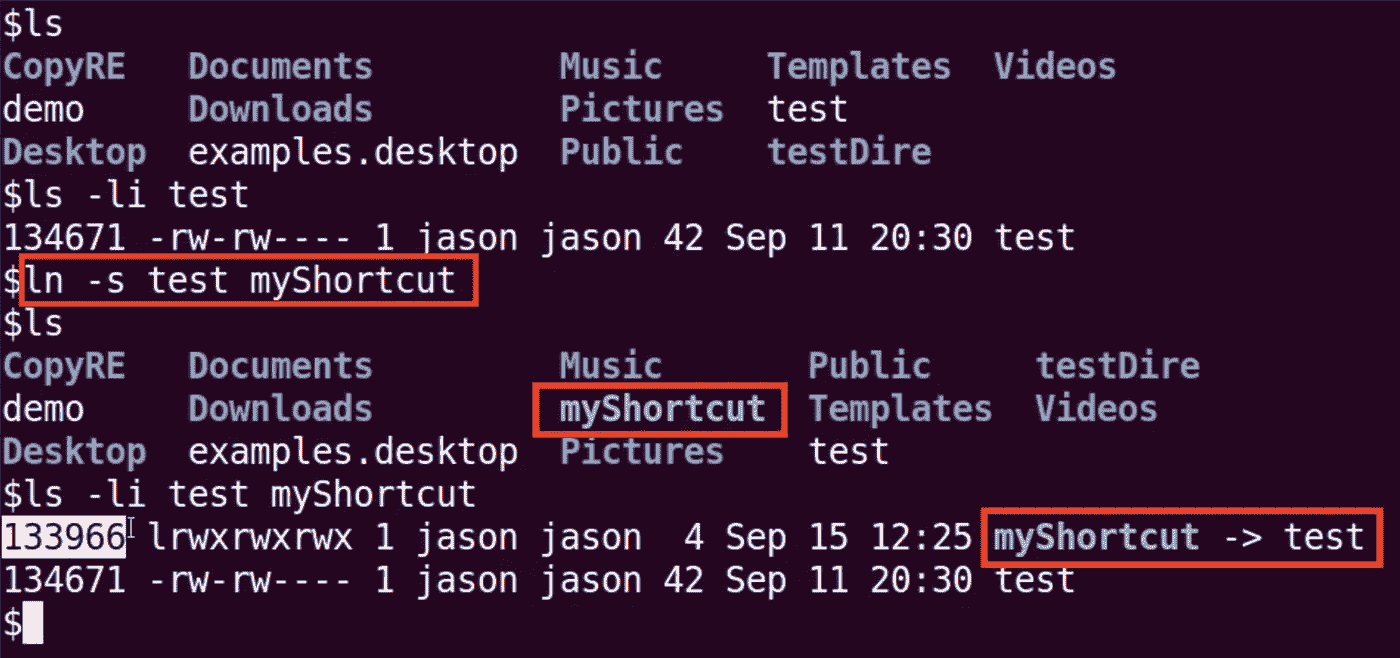 $ls
CopyRE   Documents         Music     Templates  Videos
demo     Downloads         Pictures  test
Desktop  examples.desktop  Public    testDire
$ls -li test
134671 -rw-rw---- 1 jason jason 42 Sep 11 20:30 test
$ln -s test myShortcut
$ls
CopyRE   Documents         Music       Public     testDire
demo     Downloads         myShortcut  Templates  Videos
Desktop  examples.desktop  Pictures    test
$ls -li test myShortcut
133966 lrwxrwxrwx 1 jason jason  4 Sep 15 12:25 myShortcut -> test
134671 -rw-rw---- 1 jason jason 42 Sep 11 20:30 test
$